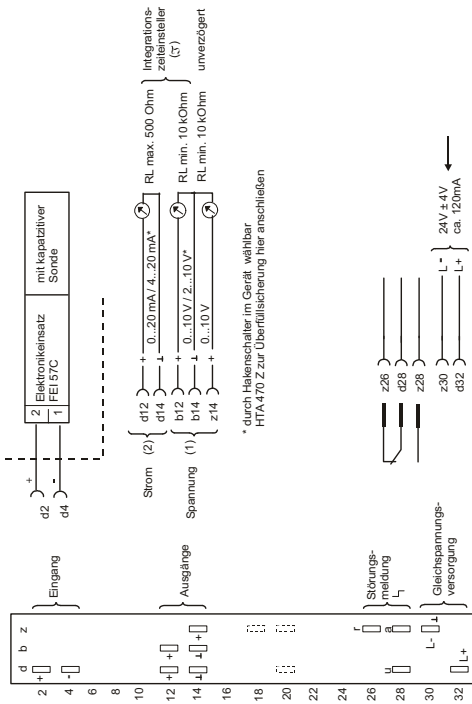 d b z
2
4
6
8
10
12
14
16
18
20
22
24
26
28
30
32
+
-
+
+
⊥
⊥
+
r
u
a
L-
⊥
L+
Eingang
Ausgänge
Störungs-
meldung
Gleichspannungs-
versorgung
d2
+
d4
-
2
1
Elektronikeinsatz
FEI 57C
mit kapatzitiver
Sonde
Strom (2)
Spannung (1)
d12
+
0...20 mA / 4...20 mA*
RL max. 500 Ohm
d14
⊥
b12
+
0...10 V / 2...10 V*
RL min. 10 kOhm
b14
⊥
z14
+
0...10 V
RL min. 10 kOhm
Integrations-
zeiteinsteller
unverzögert
* durch Hakenschalter im Gerät wählbar
HTA 470 Z zur Überfüllsicherung hier anschließen
z26
d28
z28
z30
L-
d32
L+
24V ± 4V
ca. 120mA